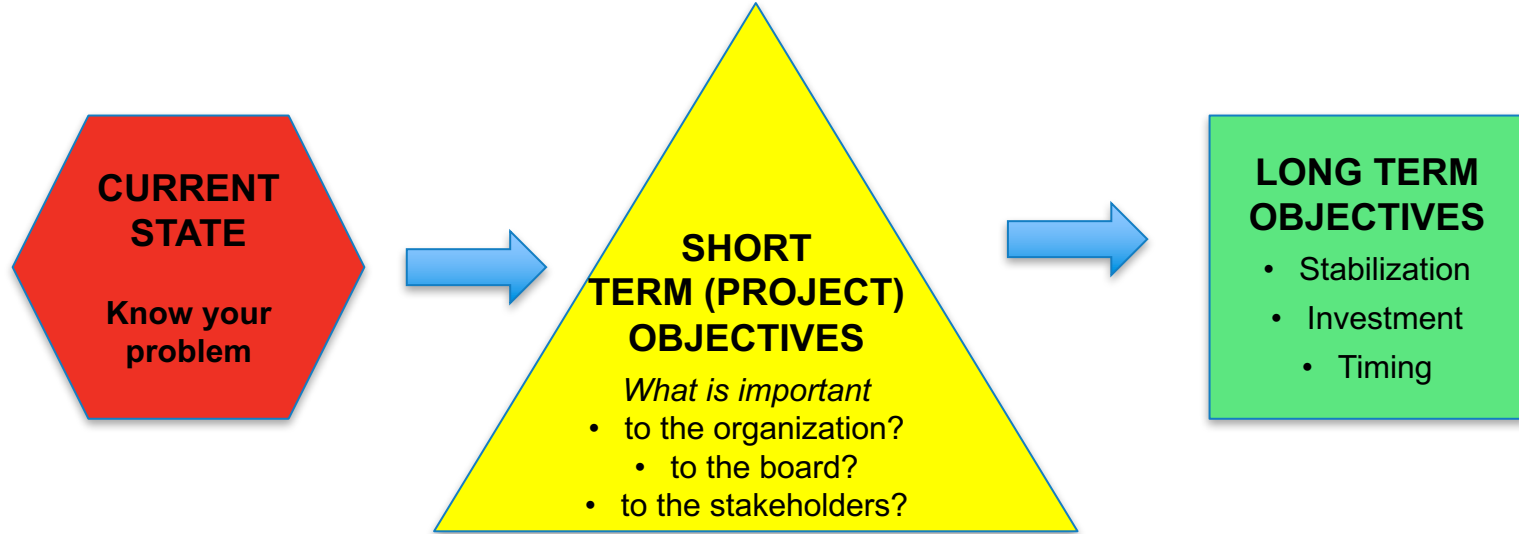 CURRENT
STATE
Know your
problem
SHORT
TERM (PROJECT)
OBJECTIVES
What is important
• to the organization?
• to the board?
• to the stakeholders?
LONG TERM
OBJECTIVES
• Stabilization
• Investment
• Timing